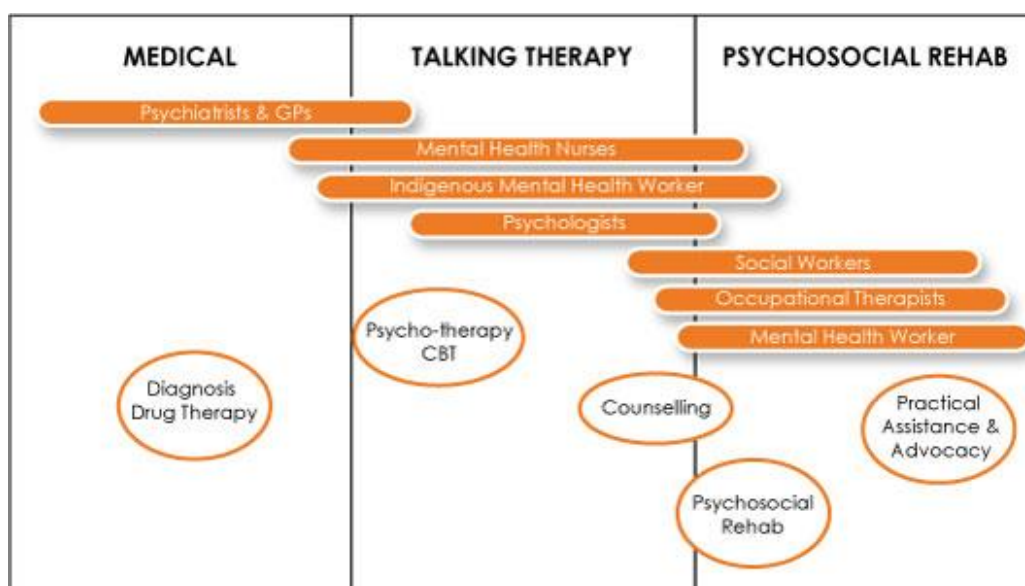 MEDICAL
TALKING THERAPY
PSYCHOSOCIAL REHAB
Psychiatrists & GPs
Mental Health Nurses
Indigenous Mental Health Worker
Psychologists
Social Workers
Occupational Therapists
Mental Health Worker
Psycho-therapy
CBT
Diagnosis
Drug Therapy
Counselling
Practical
Assistance &
Advocacy
Psychosocial
Rehab